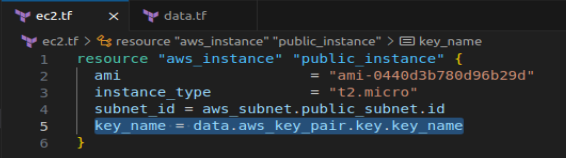 ec2.tf × data.tf
ec2.tf > resource "aws_instance" "public_instance" > key_name
1 resource "aws_instance" "public_instance" {
2 ami = "ami-0440d3b780d96b29d"
3 instance_type = "t2.micro"
4 subnet_id = aws_subnet.public_subnet.id
5 key_name = data.aws_key_pair.key.key_name
6 }